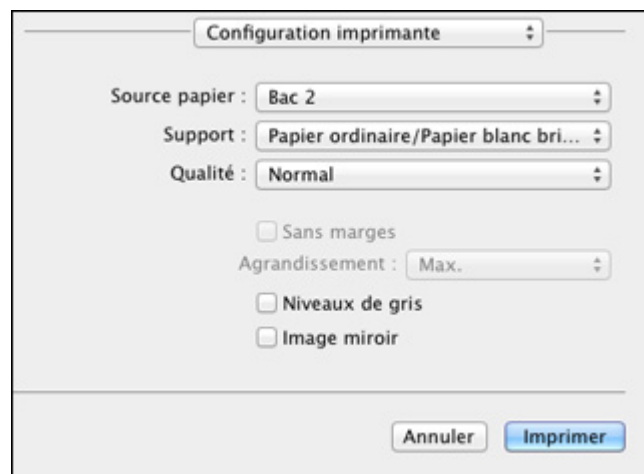 Configuration imprimante
Source papier : Bac 2
Support : Papier ordinaire/Papier blanc bri...
Qualité : Normal
Sans marges
Agrandissement : Max.
Niveaux de gris
Image miroir
Annuler Imprimer